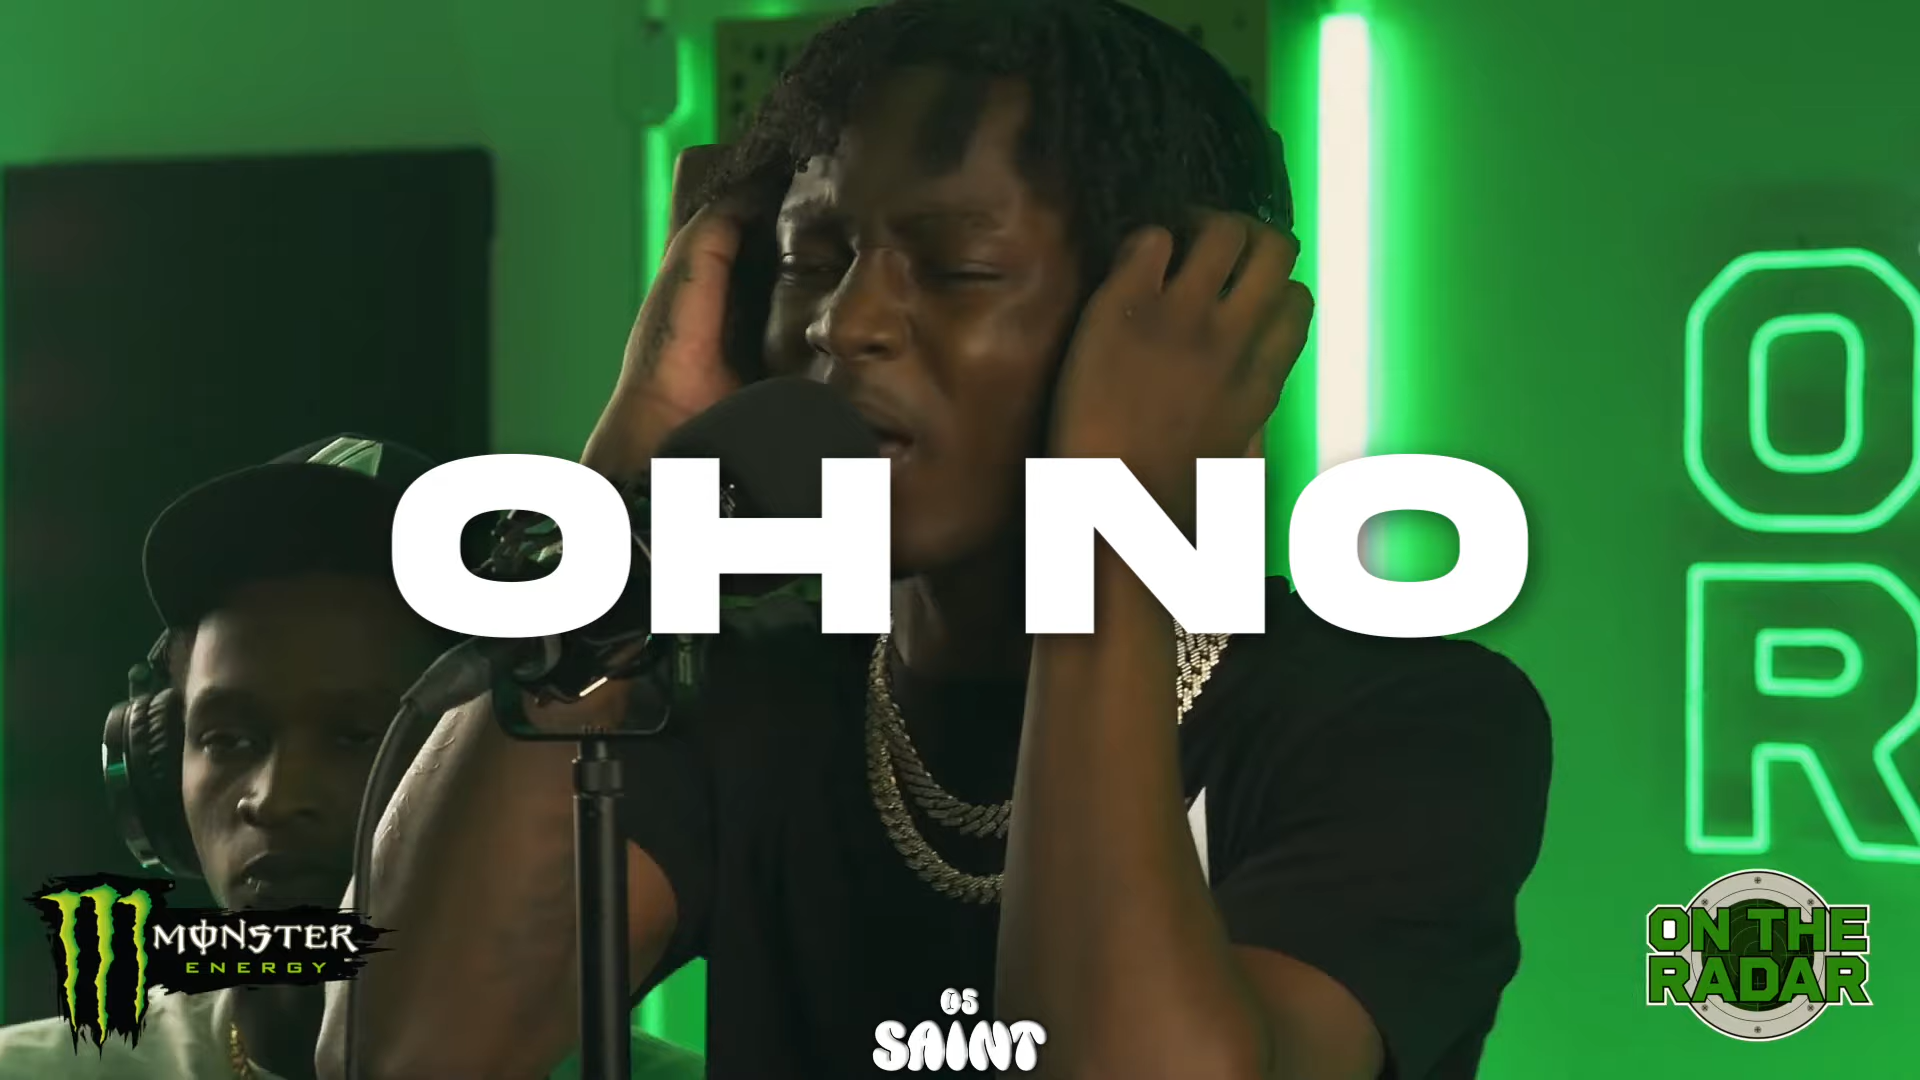 OH NO
O
R
MONSTER
ENERGY
ON THE
RADAR
OS
SAINT